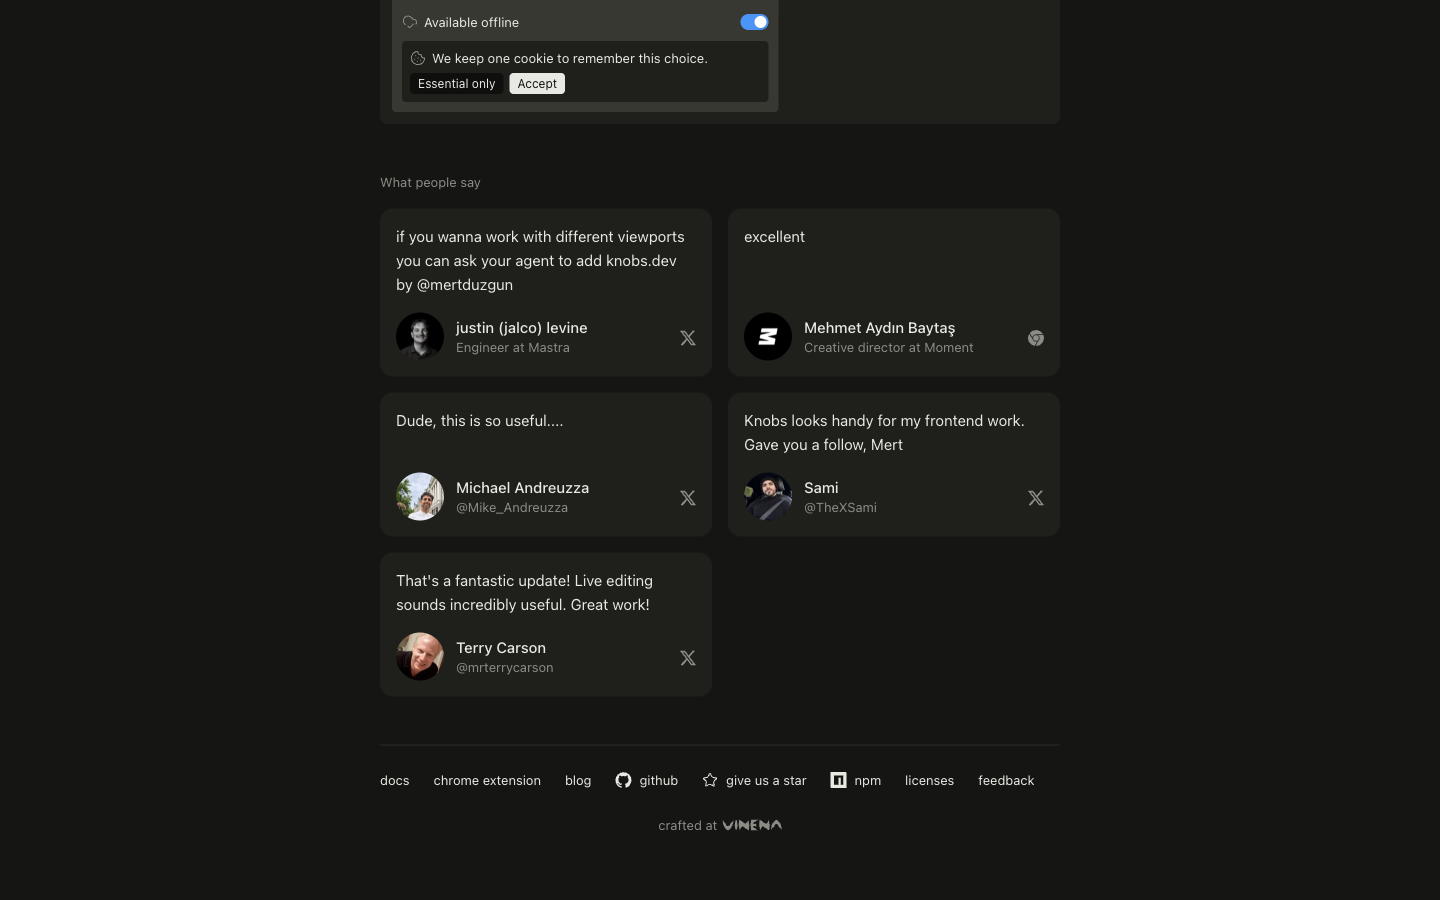 Available offline
We keep one cookie to remember this choice.
Essential only
Accept
What people say
if you wanna work with different viewports
you can ask your agent to add knobs.dev
by @mertduzgun
justin (jalco) levine
Engineer at Mastra
excellent
Mehmet Aydın Baytaş
Creative director at Moment
Dude, this is so useful....
Michael Andreuzza
@Mike_Andreuzza
Knobs looks handy for my frontend work.
Gave you a follow, Mert
Sami
@TheXSami
That's a fantastic update! Live editing
sounds incredibly useful. Great work!
Terry Carson
@mrterrycarson
docs chrome extension blog github give us a star npm licenses feedback
crafted at VINENA